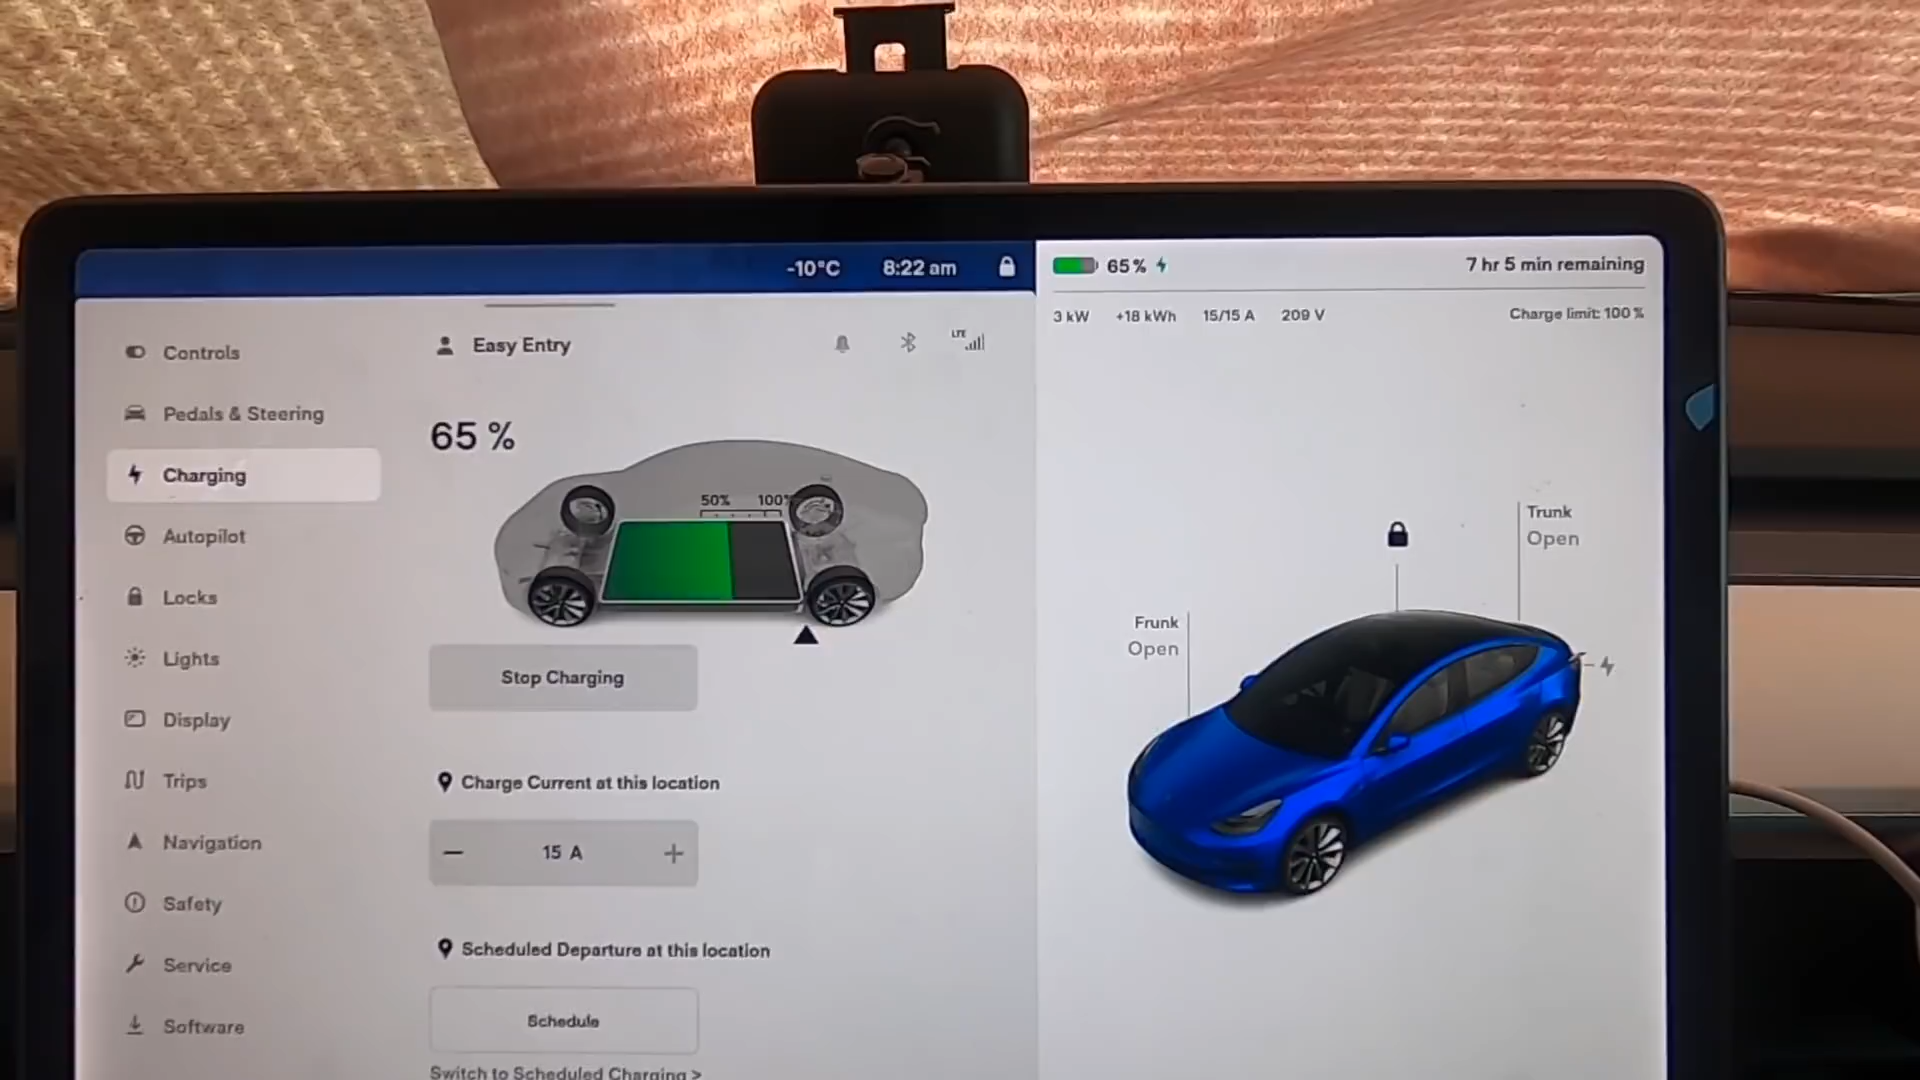 -10°C
8:22 am
65%
7 hr 5 min remaining
3 kW
+18 kWh
15/15 A
209 V
Charge limit: 100%
Controls
Pedals & Steering
Charging
Autopilot
Locks
Lights
Display
Trips
Navigation
Safety
Service
Software
Easy Entry
LTE
65 %
50%
100%
Stop Charging
Charge Current at this location
− 15 A +
Scheduled Departure at this location
Schedule
Switch to Scheduled Charging >
Trunk
Open
Frunk
Open